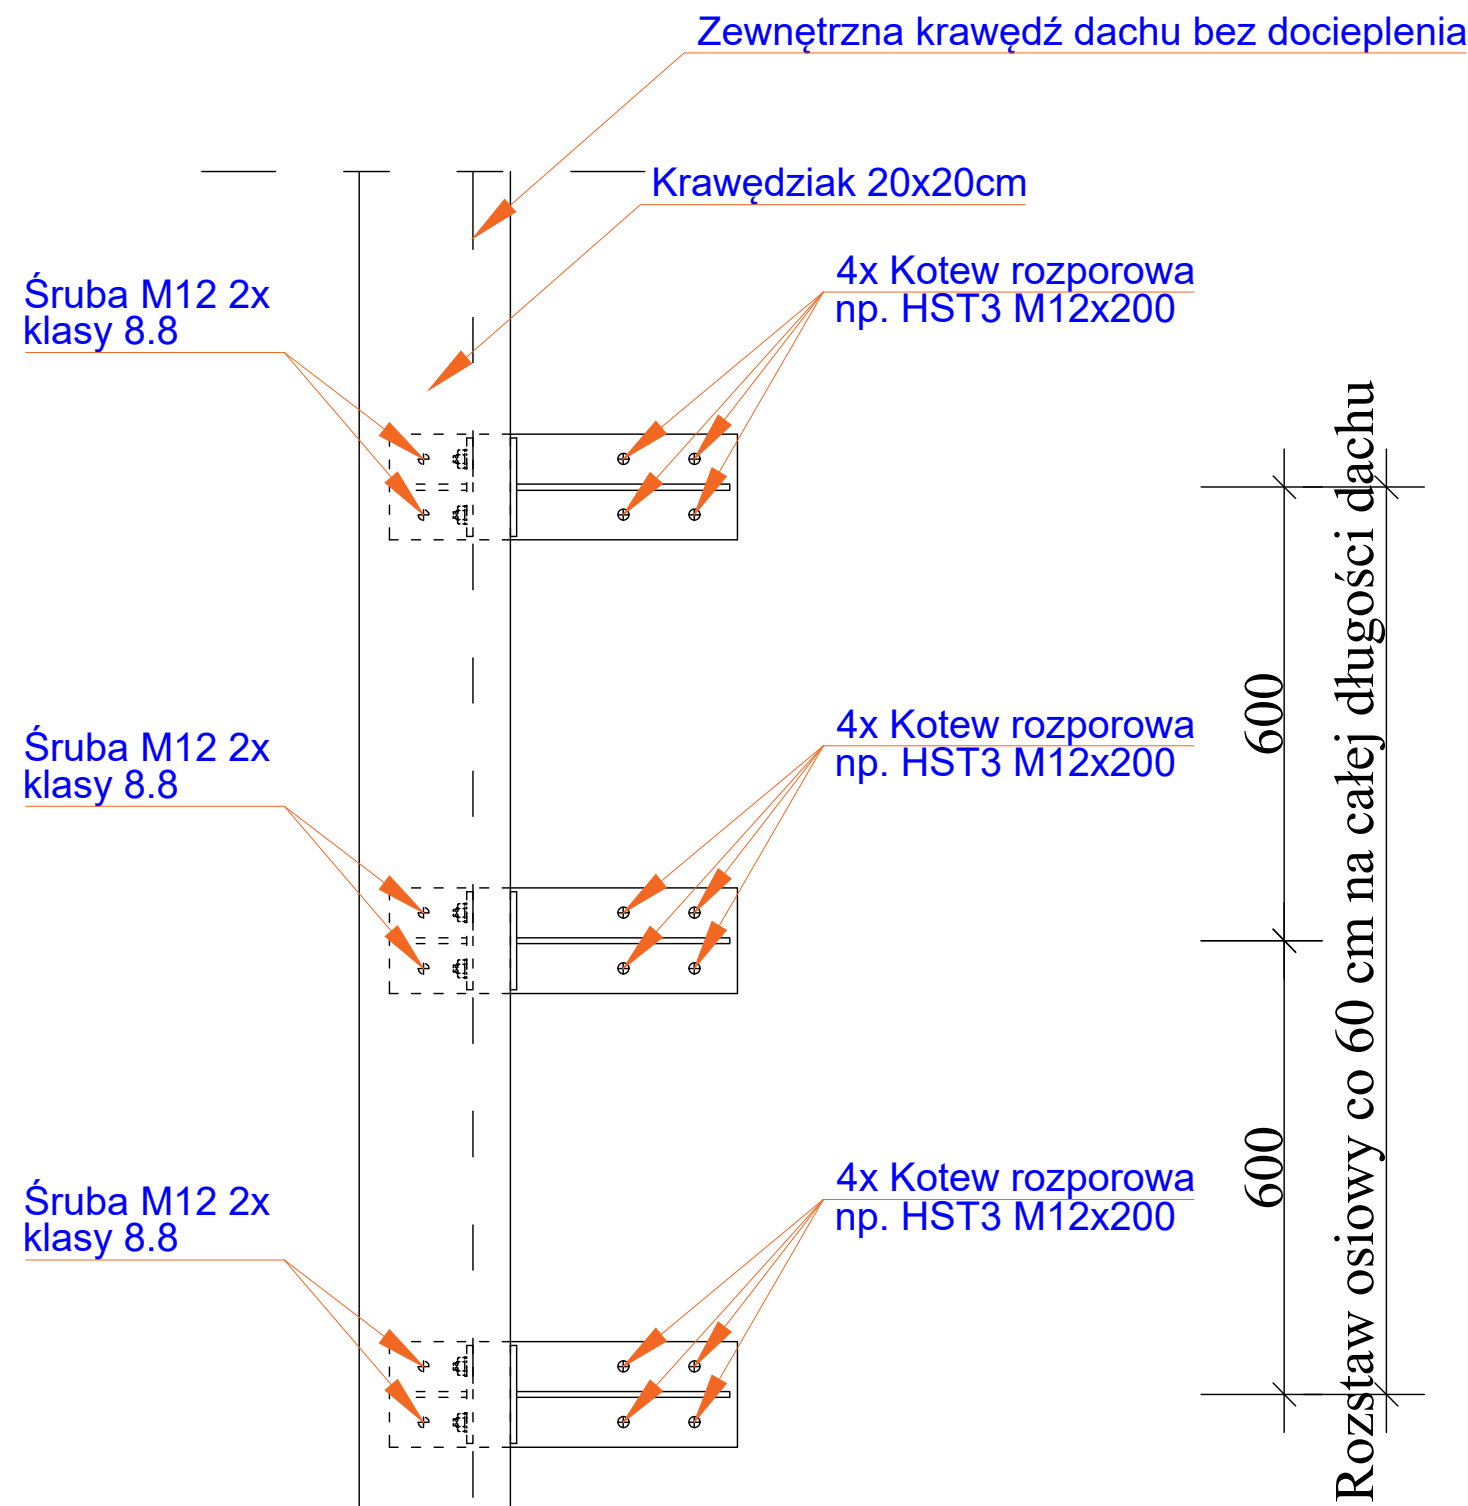 Zewnętrzna krawędź dachu bez docieplenia
Krawędziak 20x20cm
Śruba M12 2x
klasy 8.8
4x Kotew rozporowa
np. HST3 M12x200
Śruba M12 2x
klasy 8.8
4x Kotew rozporowa
np. HST3 M12x200
Śruba M12 2x
klasy 8.8
4x Kotew rozporowa
np. HST3 M12x200
600
600
Rozstaw osiowy co 60 cm na całej długości dachu